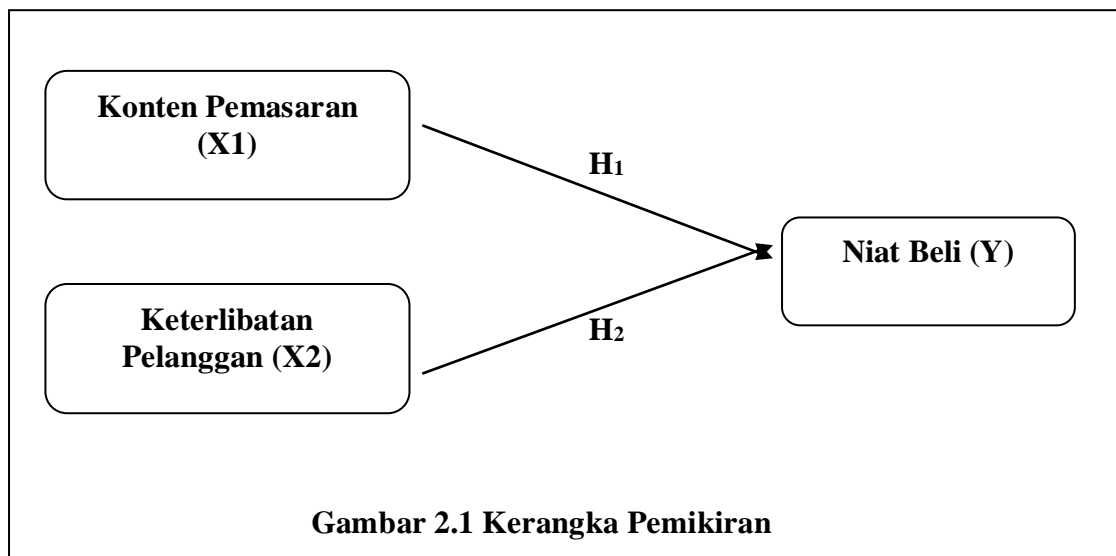 Konten Pemasaran
(X1)
H1
Niat Beli (Y)
Keterlibatan
Pelanggan (X2)
H2
Gambar 2.1 Kerangka Pemikiran